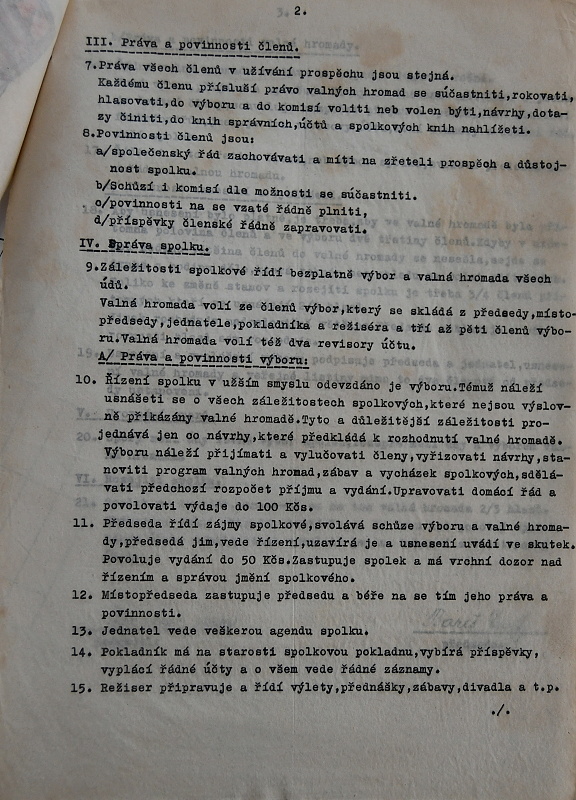 2.
III. Práva a povinnosti členů.
7.Práva všech členů v užívání prospěchu jsou stejná.
Každému členu přísluší právo valných hromad se súčastniti,rokovati,
hlasovati,do výboru a do komisí voliti neb volen býti,návrhy,dota-
zy činiti,do knih správních,účtů a spolkových knih nahlížeti.
8.Povinnosti členů jsou:
a/společenský řád zachovávati a míti na zřeteli prospěch a důstoj-
nost spolku.
b/Schůzí i komisí dle možnosti se súčastniti.
c/povinnosti na se vzaté řádně plniti,
d/příspěvky členské řádně zapravovati.
IV. Správa spolku.
9.Záležitosti spolkové řídí bezplatně výbor a valná hromada všech
údů.
Valná hromada volí ze členů výbor,který se skládá z předsedy,místo-
předsedy,jednatele,pokladníka a režiséra a tří až pěti členů výbo-
ru.Valná hromada volí též dva revisory účtu.
A/ Práva a povinnosti výboru:
10. Řízení spolku v užším smyslu odevzdáno je výboru.Témuž náleží
usnášeti se o všech záležitostech spolkových,které nejsou výslov-
ně přikázány valné hromadě.Tyto a důležitější záležitosti pro-
jednává jen co návrhy,které předkládá k rozhodnutí valné hromadě.
Výboru náleží přijímati a vylučovati členy,vyřizovati návrhy,sta-
noviti program valných hromad,zábav a vycházek spolkových,sdělá-
vati předchozí rozpočet příjmu a vydání.Upravovati domácí řád a
povolovati výdaje do 100 Kčs.
11. Předseda řídí zájmy spolkové,svolává schůze výboru a valné hroma-
dy,předsedá jim,vede řízení,uzavírá je a usnesení uvádí ve skutek.
Povoluje vydání do 50 Kčs.Zastupuje spolek a má vrchní dozor nad
řízením a správou jmění spolkového.
12. Místopředseda zastupuje předsedu a béře na se tím jeho práva a
povinnosti.
13. Jednatel vede veškerou agendu spolku.
14. Pokladník má na starosti spolkovou pokladnu,vybírá příspěvky,
vyplácí řádné účty a o všem vede řádné záznamy.
15. Režiser připravuje a řídí výlety,přednášky,zábavy,divadla a t.p.
./.